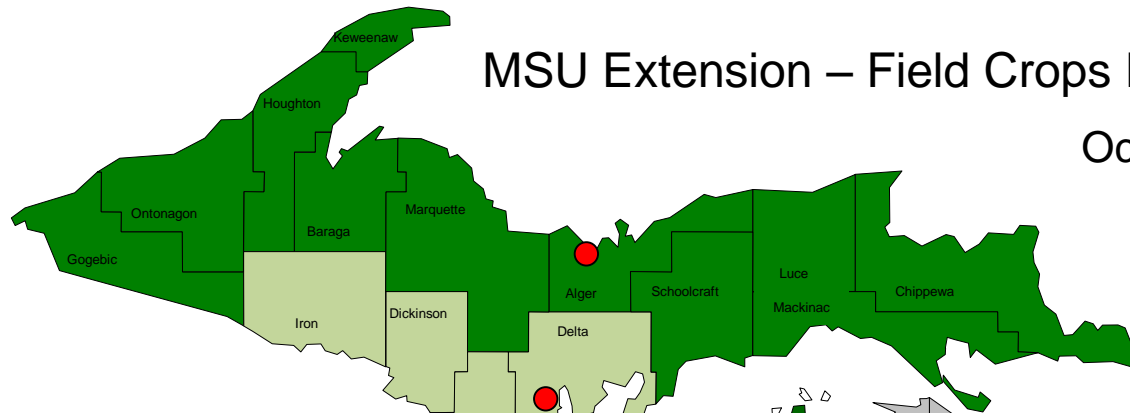 Keweenaw
MSU Extension – Field Crops
Houghton
Ontonagon
Marquette
Baraga
Gogebic
Luce
Alger
Schoolcraft
Chippewa
Mackinac
Dickinson
Iron
Delta